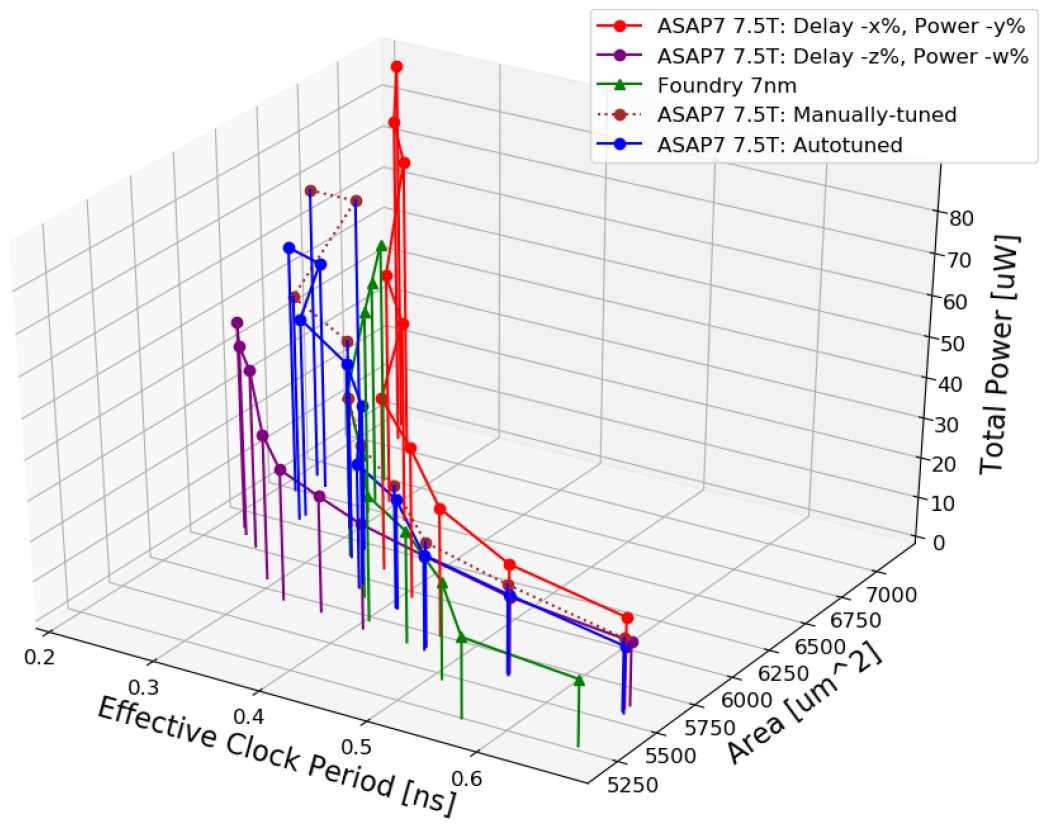 ASAP7 7.5T: Delay -x%, Power -y%
ASAP7 7.5T: Delay -z%, Power -w%
Foundry 7nm
ASAP7 7.5T: Manually-tuned
ASAP7 7.5T: Autotuned
80
70
60
50
40
30
20
10
0
Total Power [uW]
7000
6750
6500
6250
6000
5750
5500
5250
Area [um^2]
0.2
0.3
0.4
0.5
0.6
Effective Clock Period [ns]